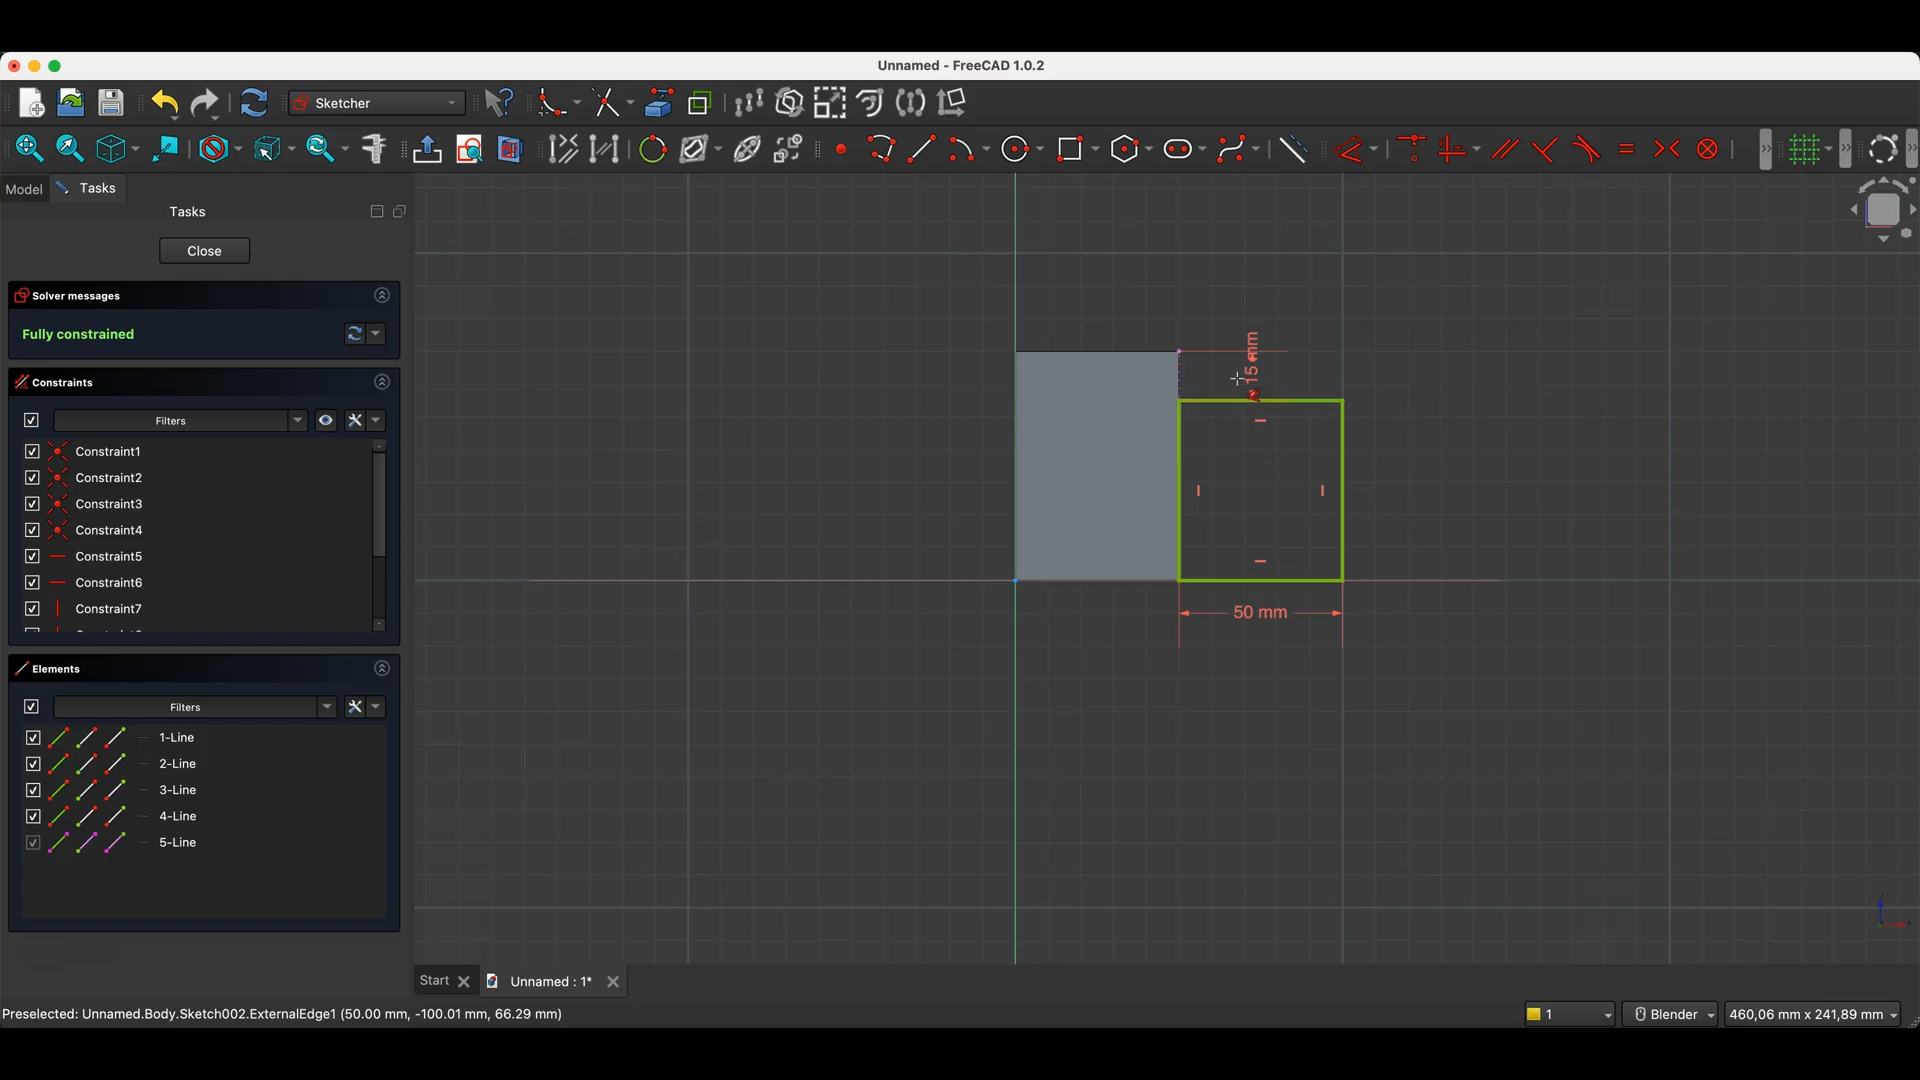 Unnamed - FreeCAD 1.0.2
Sketcher
Model
Tasks
Tasks
Close
Solver messages
Fully constrained
Constraints
Filters
Constraint1
Constraint2
Constraint3
Constraint4
Constraint5
Constraint6
Constraint7
Elements
Filters
1-Line
2-Line
3-Line
4-Line
5-Line
15 mm
50 mm
Start
Unnamed : 1*
Preselected: Unnamed.Body.Sketch002.ExternalEdge1 (50.00 mm, -100.01 mm, 66.29 mm)
1
Blender
460,06 mm x 241,89 mm